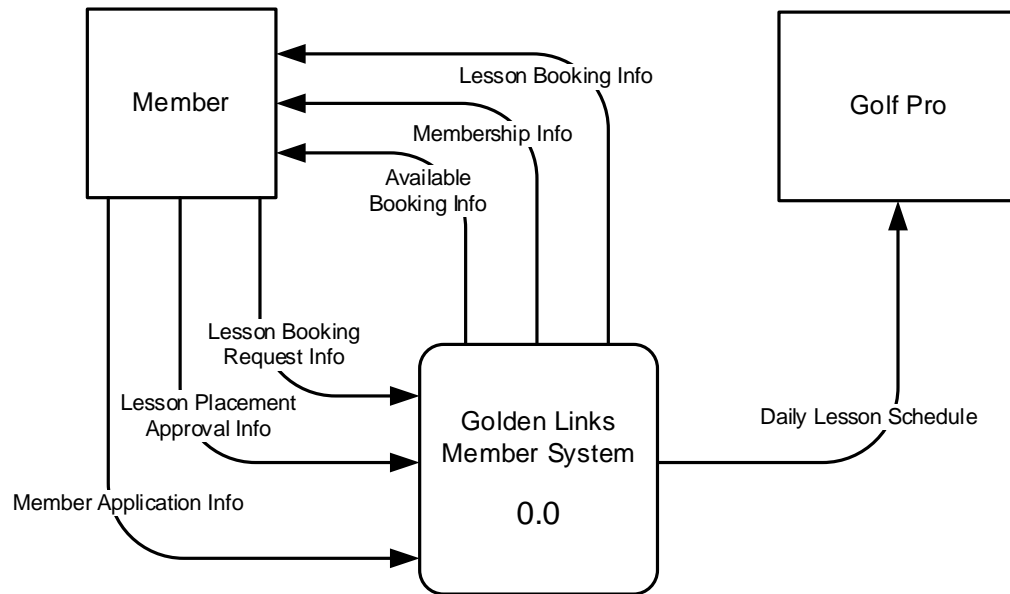 Lesson Booking Info
Member
Golf Pro
Membership Info
Available
Booking Info
Lesson Booking
Request Info
Lesson Placement
Approval Info
Golden Links
Member System
0.0
Daily Lesson Schedule
Member Application Info